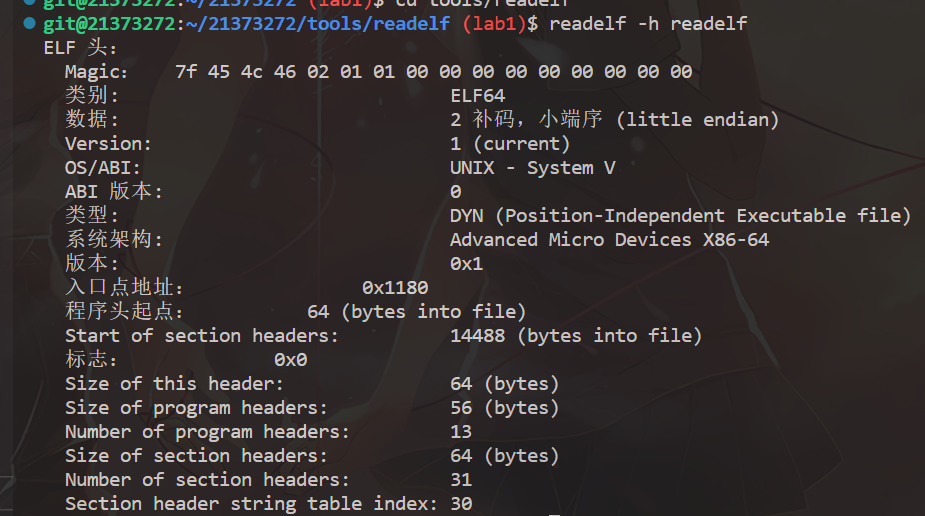 git@21373272:~/21373272 (lab1)$ cd tools/readelf
git@21373272:~/21373272/tools/readelf (lab1)$ readelf -h readelf
ELF 头：
Magic: 7f 45 4c 46 02 01 01 00 00 00 00 00 00 00 00 00
类别: ELF64
数据: 2 补码，小端序 (little endian)
Version: 1 (current)
OS/ABI: UNIX - System V
ABI 版本: 0
类型: DYN (Position-Independent Executable file)
系统架构: Advanced Micro Devices X86-64
版本: 0x1
入口点地址： 0x1180
程序头起点： 64 (bytes into file)
Start of section headers: 14488 (bytes into file)
标志： 0x0
Size of this header: 64 (bytes)
Size of program headers: 56 (bytes)
Number of program headers: 13
Size of section headers: 64 (bytes)
Number of section headers: 31
Section header string table index: 30